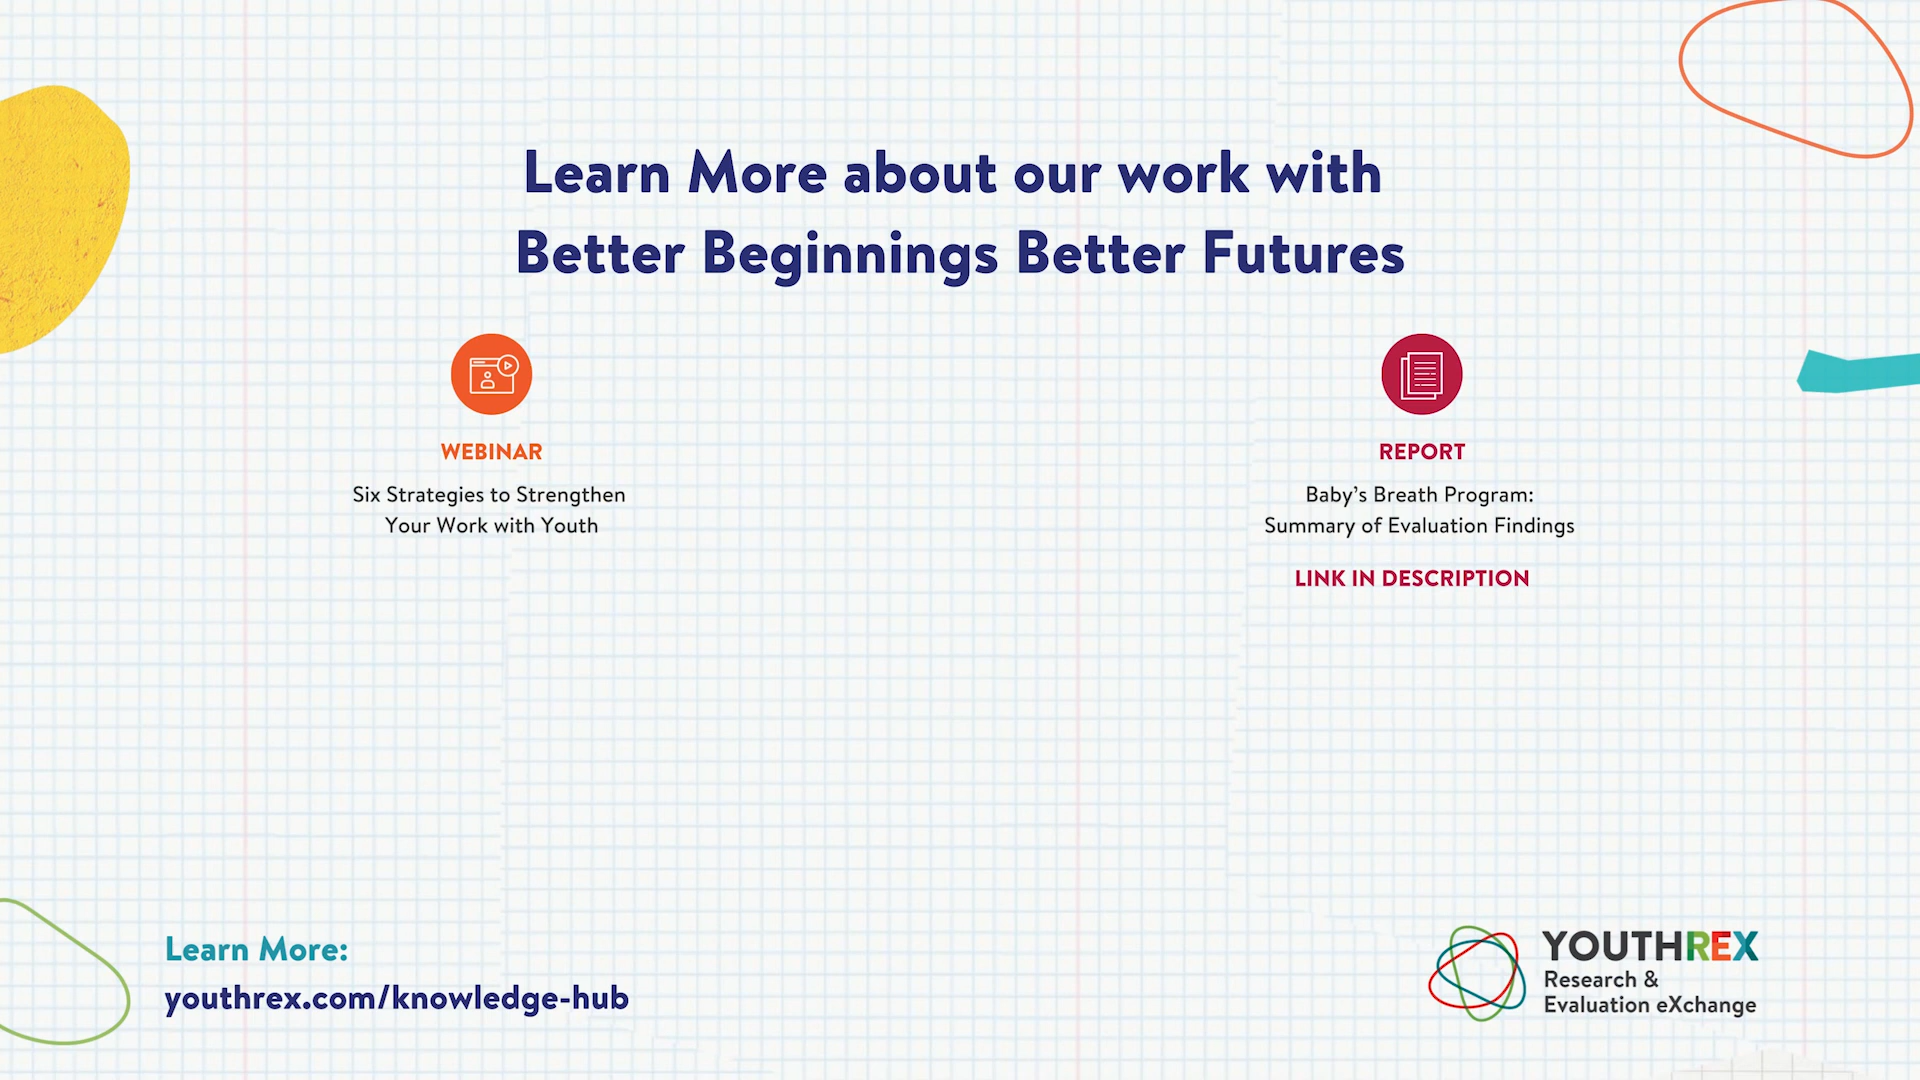 Learn More about our work with
Better Beginnings Better Futures
WEBINAR
Six Strategies to Strengthen
Your Work with Youth
REPORT
Baby's Breath Program:
Summary of Evaluation Findings
LINK IN DESCRIPTION
Learn More:
youthrex.com/knowledge-hub
YOUTHREX
Research &
Evaluation eXchange